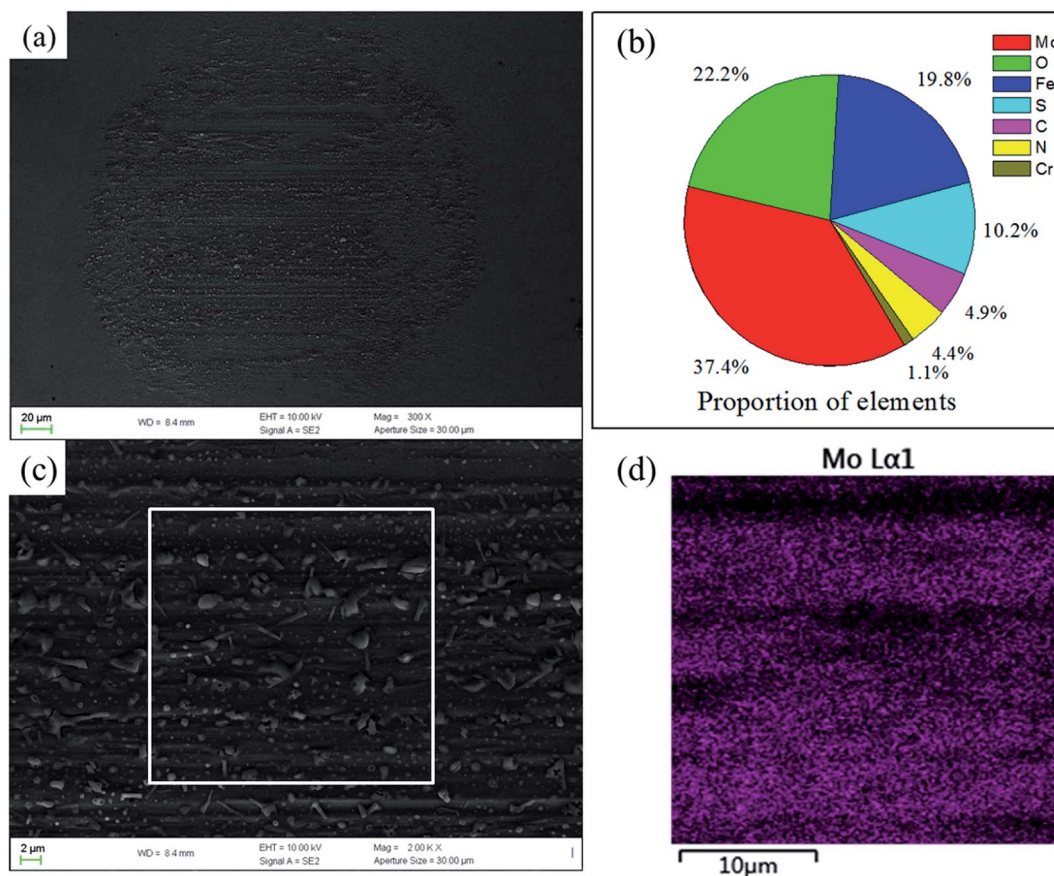 (a)
20 µm
WD = 8.4 mm
EHT = 10.00 kV
Signal A = SE2
Mag = 300 X
Aperture Size = 30.00 µm
(b)
Mo
O
Fe
S
C
N
Cr
22.2%
19.8%
10.2%
4.9%
4.4%
1.1%
37.4%
Proportion of elements
(c)
2 µm
WD = 8.4 mm
EHT = 10.00 kV
Signal A = SE2
Mag = 2.00 K X
Aperture Size = 30.00 µm
(d)
Mo Lα1
10µm